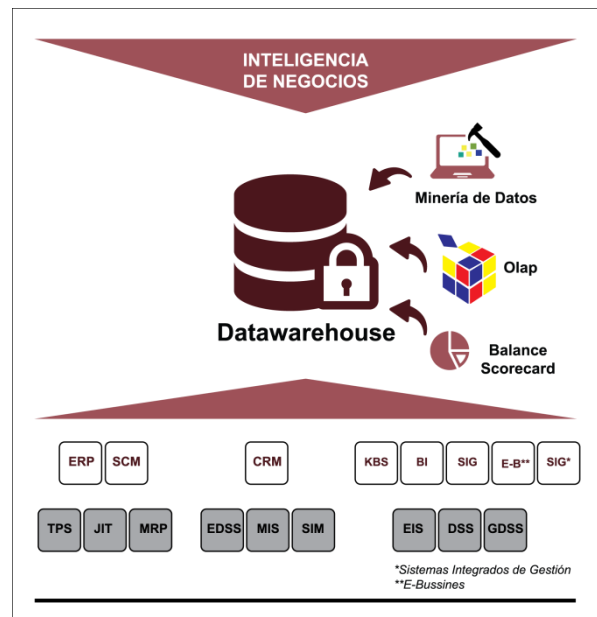 INTELIGENCIA
DE NEGOCIOS
Minería de Datos
Olap
Datawarehouse
Balance
Scorecard
ERP SCM CRM KBS BI SIG E-B** SIG*
TPS JIT MRP EDSS MIS SIM EIS DSS GDSS
*Sistemas Integrados de Gestión
**E-Bussines